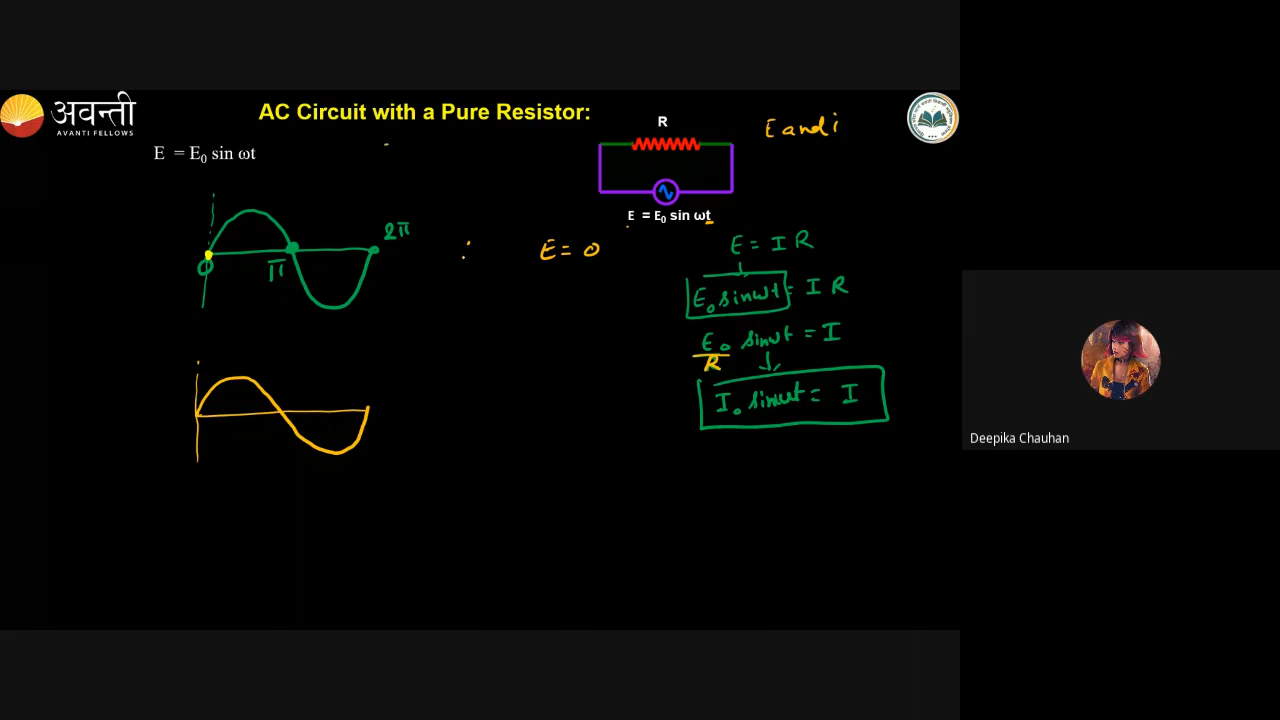 अवन्ती
AVANTI FELLOWS
AC Circuit with a Pure Resistor:
E = E₀ sin ωt
R
E and i
E = E₀ sin ωt
0
π
2π
E = 0
E = I R
E₀ sinωt = I R
E₀/R sinωt = I
I₀ sinωt = I
Deepika Chauhan